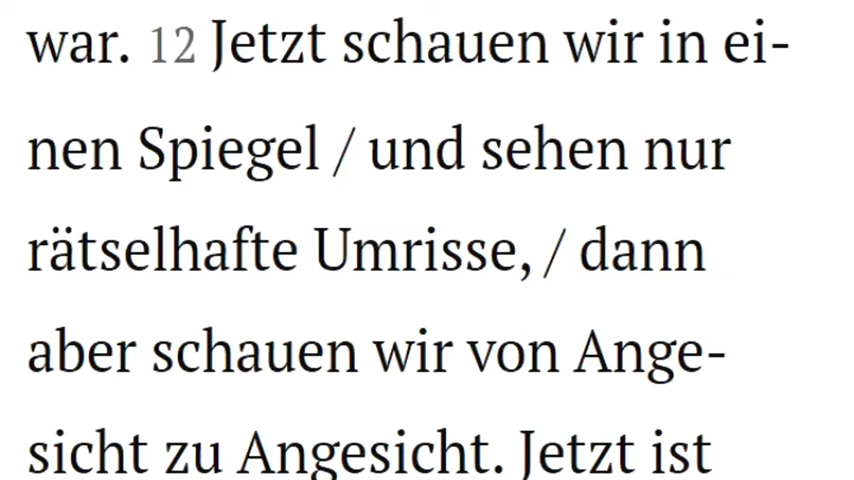 war. 12 Jetzt schauen wir in ei-
nen Spiegel / und sehen nur
rätselhafte Umrisse, / dann
aber schauen wir von Ange-
sicht zu Angesicht. Jetzt ist